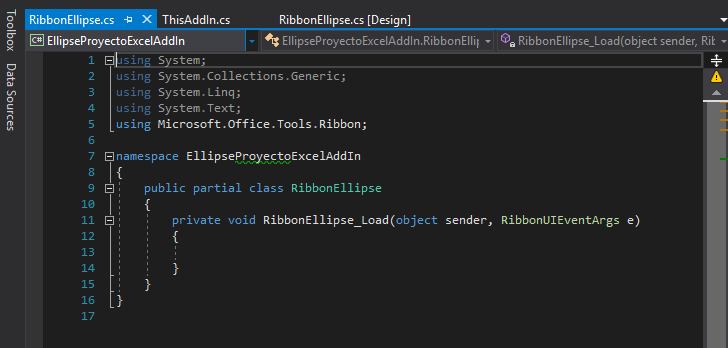 Toolbox
Data Sources
RibbonEllipse.cs
ThisAddIn.cs
RibbonEllipse.cs [Design]
C# EllipseProyectoExcelAddIn
EllipseProyectoExcelAddIn.RibbonEllip
RibbonEllipse_Load(object sender, Rib
1 using System;
2 using System.Collections.Generic;
3 using System.Linq;
4 using System.Text;
5 using Microsoft.Office.Tools.Ribbon;
6
7 namespace EllipseProyectoExcelAddIn
8 {
9 public partial class RibbonEllipse
10 {
11 private void RibbonEllipse_Load(object sender, RibbonUIEventArgs e)
12 {
13
14 }
15 }
16 }
17